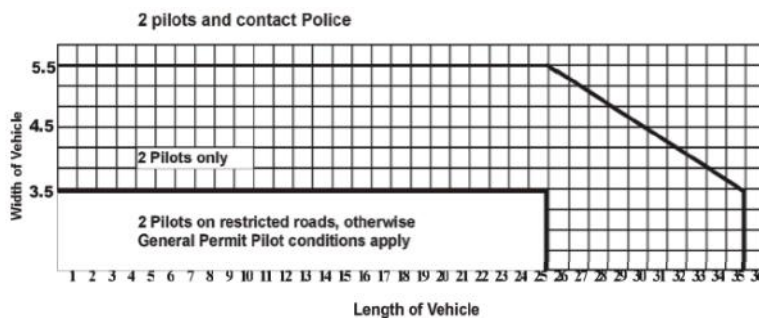 2 pilots and contact Police
5.5
4.5
2 Pilots only
3.5
2 Pilots on restricted roads, otherwise
General Permit Pilot conditions apply
Width of Vehicle
1 2 3 4 5 6 7 8 9 10 11 12 13 14 15 16 17 18 19 20 21 22 23 24 25 26 27 28 29 30 31 32 33 34 35 36
Length of Vehicle